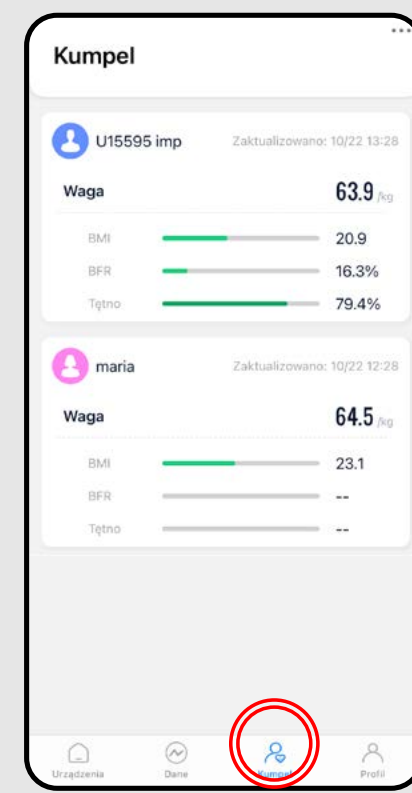 Kumpel
U15595 imp Zaktualizowano: 10/22 13:28
Waga 63.9 /kg
BMI 20.9
BFR 16.3%
Tętno 79.4%
maria Zaktualizowano: 10/22 12:28
Waga 64.5 /kg
BMI 23.1
BFR --
Tętno --
Urządzenia Dane Kumpel Profil